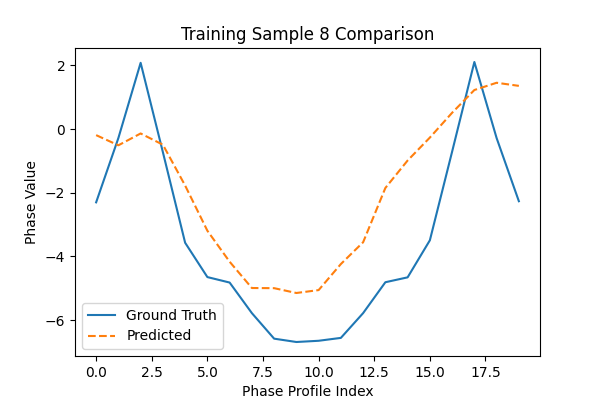 Training Sample 8 Comparison
2
0
−2
−4
−6
Phase Value
Ground Truth
Predicted
0.0 2.5 5.0 7.5 10.0 12.5 15.0 17.5
Phase Profile Index